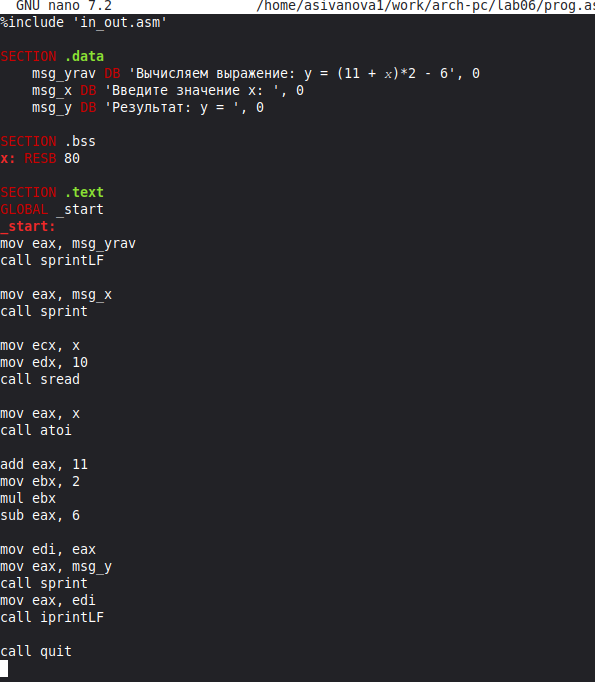 GNU nano 7.2 /home/asivanova1/work/arch-pc/lab06/prog.as
%include 'in_out.asm'
SECTION .data
msg_yrav DB 'Вычисляем выражение: y = (11 + x)*2 - 6', 0
msg_x DB 'Введите значение x: ', 0
msg_y DB 'Результат: y = ', 0
SECTION .bss
x: RESB 80
SECTION .text
GLOBAL _start
_start:
mov eax, msg_yrav
call sprintLF
mov eax, msg_x
call sprint
mov ecx, x
mov edx, 10
call sread
mov eax, x
call atoi
add eax, 11
mov ebx, 2
mul ebx
sub eax, 6
mov edi, eax
mov eax, msg_y
call sprint
mov eax, edi
call iprintLF
call quit